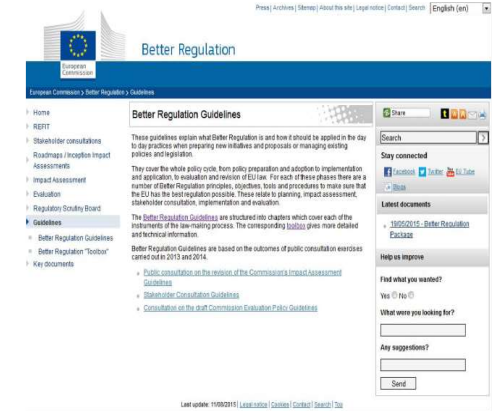 Press | Archives | Sitemap | About this site | Legal notice | Contact | Search English (en)
Better Regulation
European
Commission
European Commission > Better Regulation > Guidelines
Home
REFIT
Stakeholder consultations
Roadmaps / Inception Impact
Assessments
Impact Assessment
Evaluation
Regulatory Scrutiny Board
Guidelines
Better Regulation Guidelines
Better Regulation "Toolbox"
Key documents
Better Regulation Guidelines
These guidelines explain what Better Regulation is and how it should be applied in the day
to day practices when preparing new initiatives and proposals or managing existing
policies and legislation.
They cover the whole policy cycle, from policy preparation and adoption to implementation
and application, to evaluation and revision of EU law. For each of these phases there are a
number of Better Regulation principles, objectives, tools and procedures to make sure that
the EU has the best regulation possible. These relate to planning, impact assessment,
stakeholder consultation, implementation and evaluation.
The Better Regulation Guidelines are structured into chapters which cover each of the
instruments of the law-making process. The corresponding toolbox gives more detailed
and technical information.
Better Regulation Guidelines are based on the outcomes of public consultation exercises
carried out in 2013 and 2014.
Public consultation on the revision of the Commission's Impact Assessment
Guidelines
Stakeholder Consultation Guidelines
Consultation on the draft Commission Evaluation Policy Guidelines
Share
Search
Stay connected
Facebook Twitter EU Tube
Blogs
Latest documents
19/05/2015 - Better Regulation
Package
Help us improve
Find what you wanted?
Yes No
What were you looking for?
Any suggestions?
Send
Last update: 11/08/2015 | Legal notice | Cookies | Contact | Search | Top